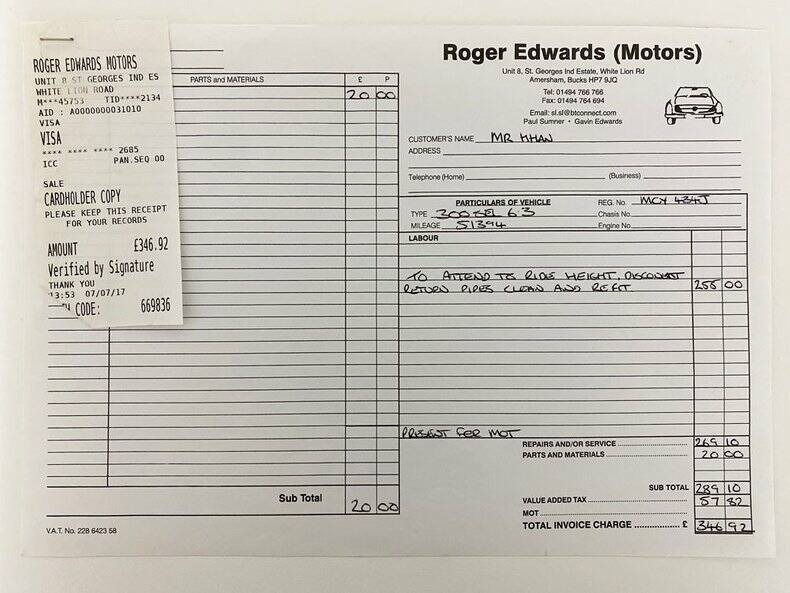 ROGER EDWARDS MOTORS
UNIT 8 ST GEORGES IND ES
WHITE LION ROAD
M***45753 TID****2134
AID : A0000000031010
VISA
VISA
**** **** **** 2685
ICC PAN.SEQ 00
SALE
CARDHOLDER COPY
PLEASE KEEP THIS RECEIPT
FOR YOUR RECORDS
AMOUNT £346.92
Verified by Signature
THANK YOU
13:53 07/07/17
CODE: 669836
PARTS and MATERIALS £ P
20 00
Sub Total 20 00
V.A.T. No. 228 6423 58
Roger Edwards (Motors)
Unit 8, St. Georges Ind Estate, White Lion Rd
Amersham, Bucks HP7 9JQ
Tel: 01494 766 766
Fax: 01494 764 694
Email: sl.sl@btconnect.com
Paul Sumner • Gavin Edwards
CUSTOMER'S NAME MR KHAN
ADDRESS
Telephone (Home) (Business)
PARTICULARS OF VEHICLE REG. No. MCY 434J
TYPE 300SEL 6.3 Chassis No
MILEAGE 51394 Engine No
LABOUR
TO ATTEND TO RIDE HEIGHT, DISCONNECT
RETURN PIPES CLEAN AND REFIT. 255 00
PRESENT FOR MOT
REPAIRS AND/OR SERVICE 269 10
PARTS AND MATERIALS 20 00
SUB TOTAL 289 10
VALUE ADDED TAX 57 82
MOT
TOTAL INVOICE CHARGE £ 346 92